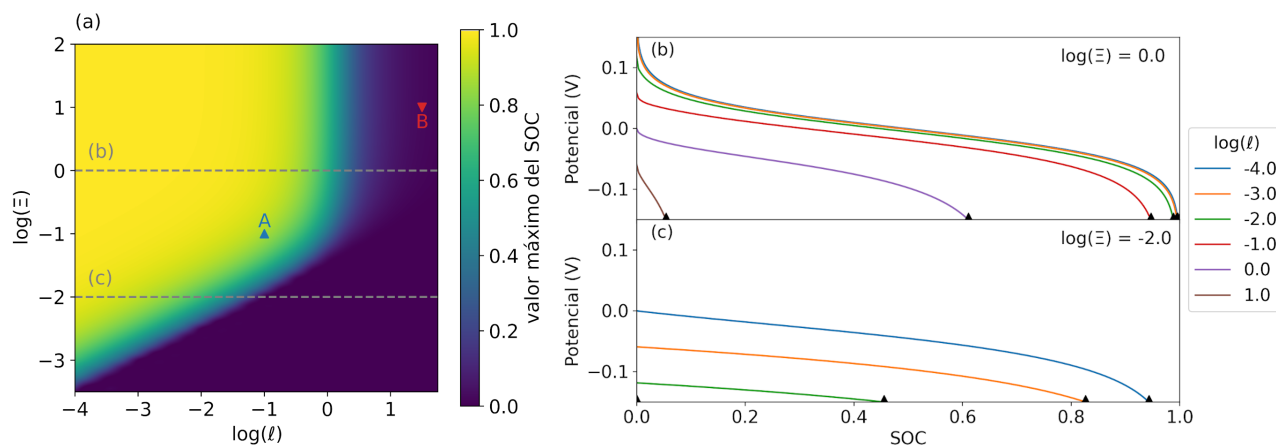 (a)
2
1
0
−1
−2
−3
−4
−3
−2
−1
0
1
log(Ξ)
log(ℓ)
(b)
(c)
A
B
1.0
0.8
0.6
0.4
0.2
0.0
valor máximo del SOC
(b)
log(Ξ) = 0.0
0.1
0.0
−0.1
Potencial (V)
(c)
log(Ξ) = -2.0
0.1
0.0
−0.1
Potencial (V)
0.0
0.2
0.4
0.6
0.8
1.0
SOC
log(ℓ)
-4.0
-3.0
-2.0
-1.0
0.0
1.0